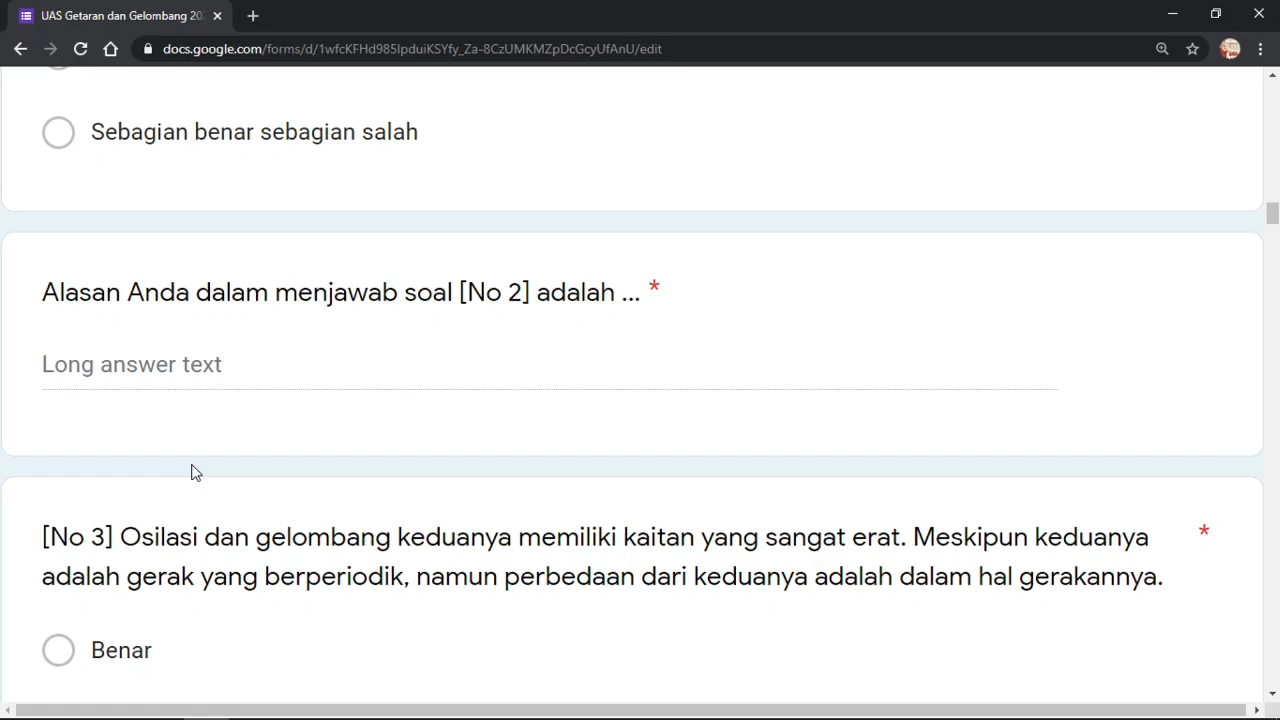 UAS Getaran dan Gelombang 202
docs.google.com/forms/d/1wfcKFHd985lpduiKSYfy_Za-8CzUMKMZpDcGcyUfAnU/edit
Sebagian benar sebagian salah
Alasan Anda dalam menjawab soal [No 2] adalah ... *
Long answer text
[No 3] Osilasi dan gelombang keduanya memiliki kaitan yang sangat erat. Meskipun keduanya *
adalah gerak yang berperiodik, namun perbedaan dari keduanya adalah dalam hal gerakannya.
Benar